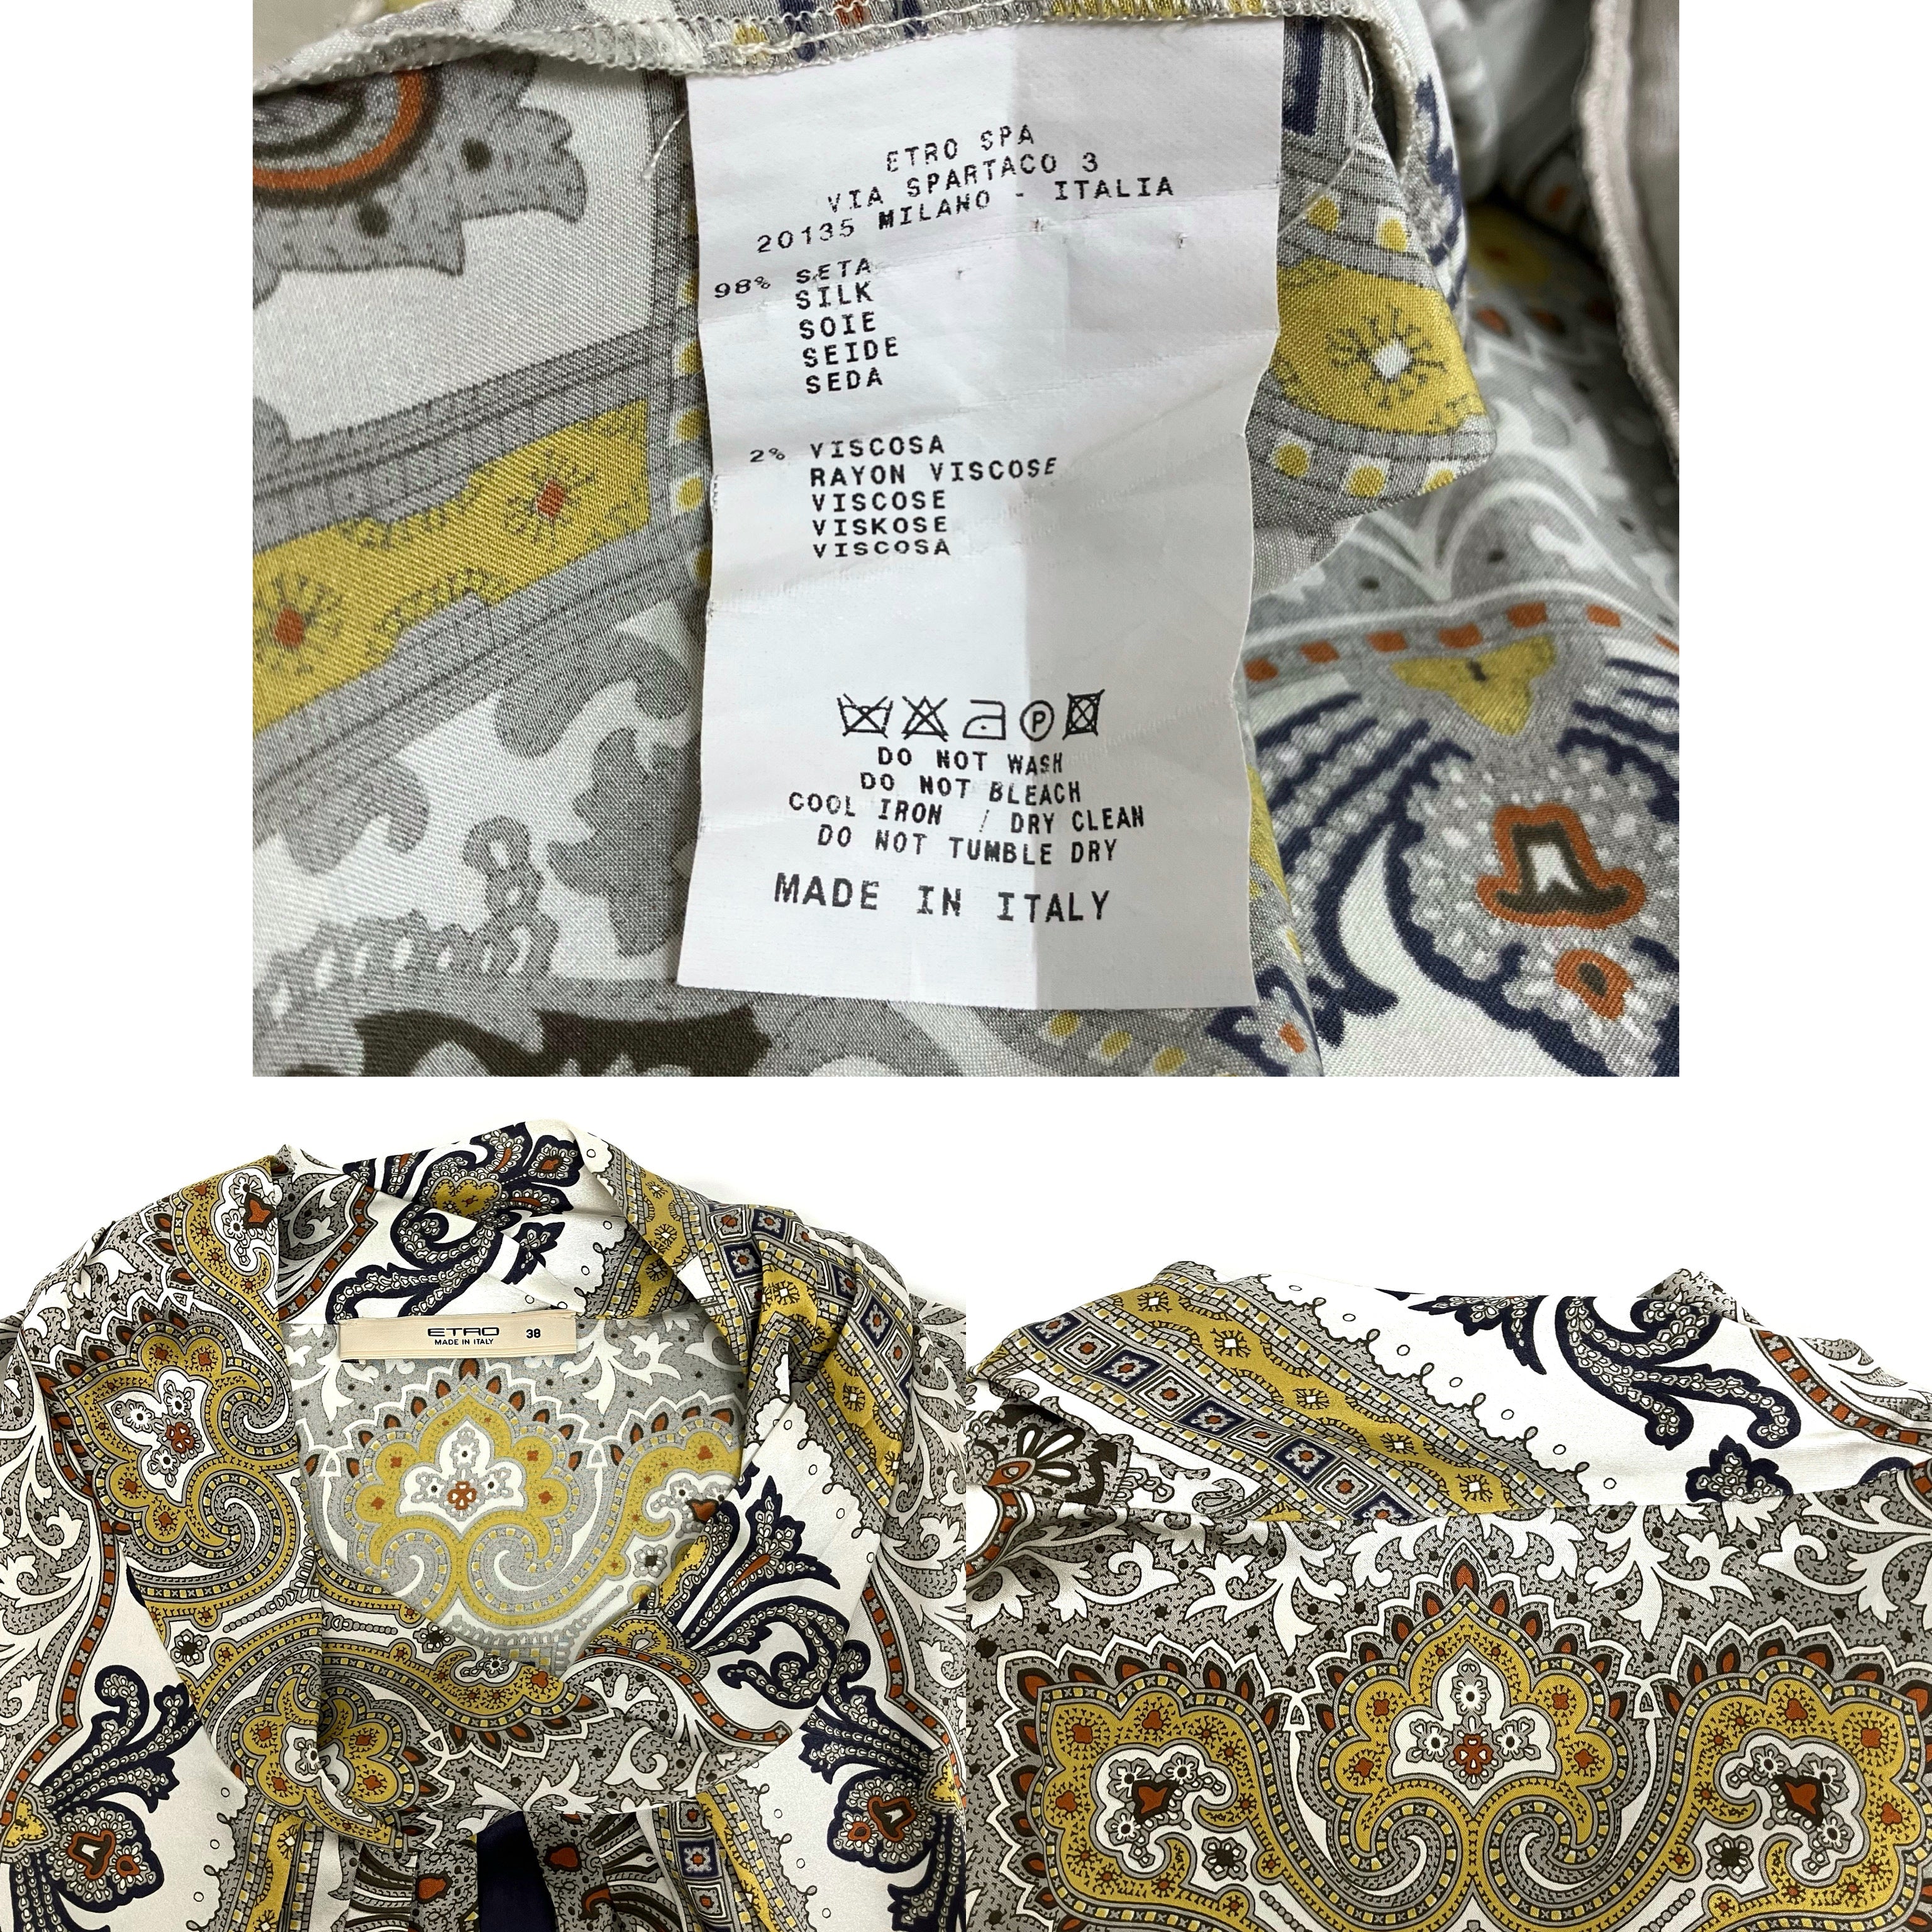 ETRO SPA
VIA SPARTACO 3
20135 MILANO - ITALIA
98% SETA
SILK
SOIE
SEIDE
SEDA
2% VISCOSA
RAYON VISCOSE
VISCOSE
VISKOSE
VISCOSA
P
DO NOT WASH
DO NOT BLEACH
COOL IRON / DRY CLEAN
DO NOT TUMBLE DRY
MADE IN ITALY
ETRO 38
MADE IN ITALY